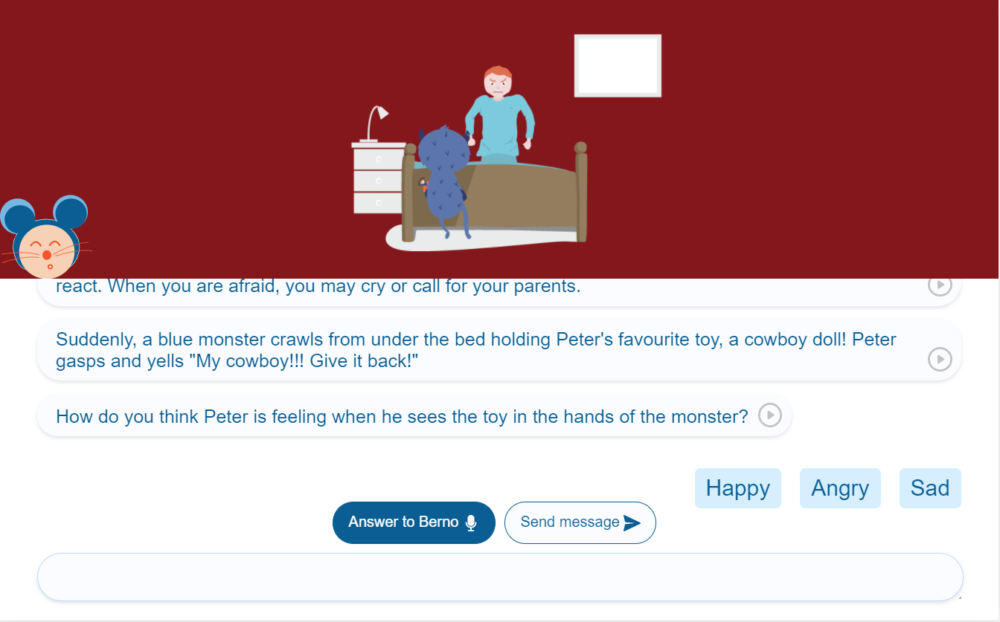 react. When you are afraid, you may cry or call for your parents.
Suddenly, a blue monster crawls from under the bed holding Peter's favourite toy, a cowboy doll! Peter
gasps and yells "My cowboy!!! Give it back!"
How do you think Peter is feeling when he sees the toy in the hands of the monster?
Happy Angry Sad
Answer to Berno Send message